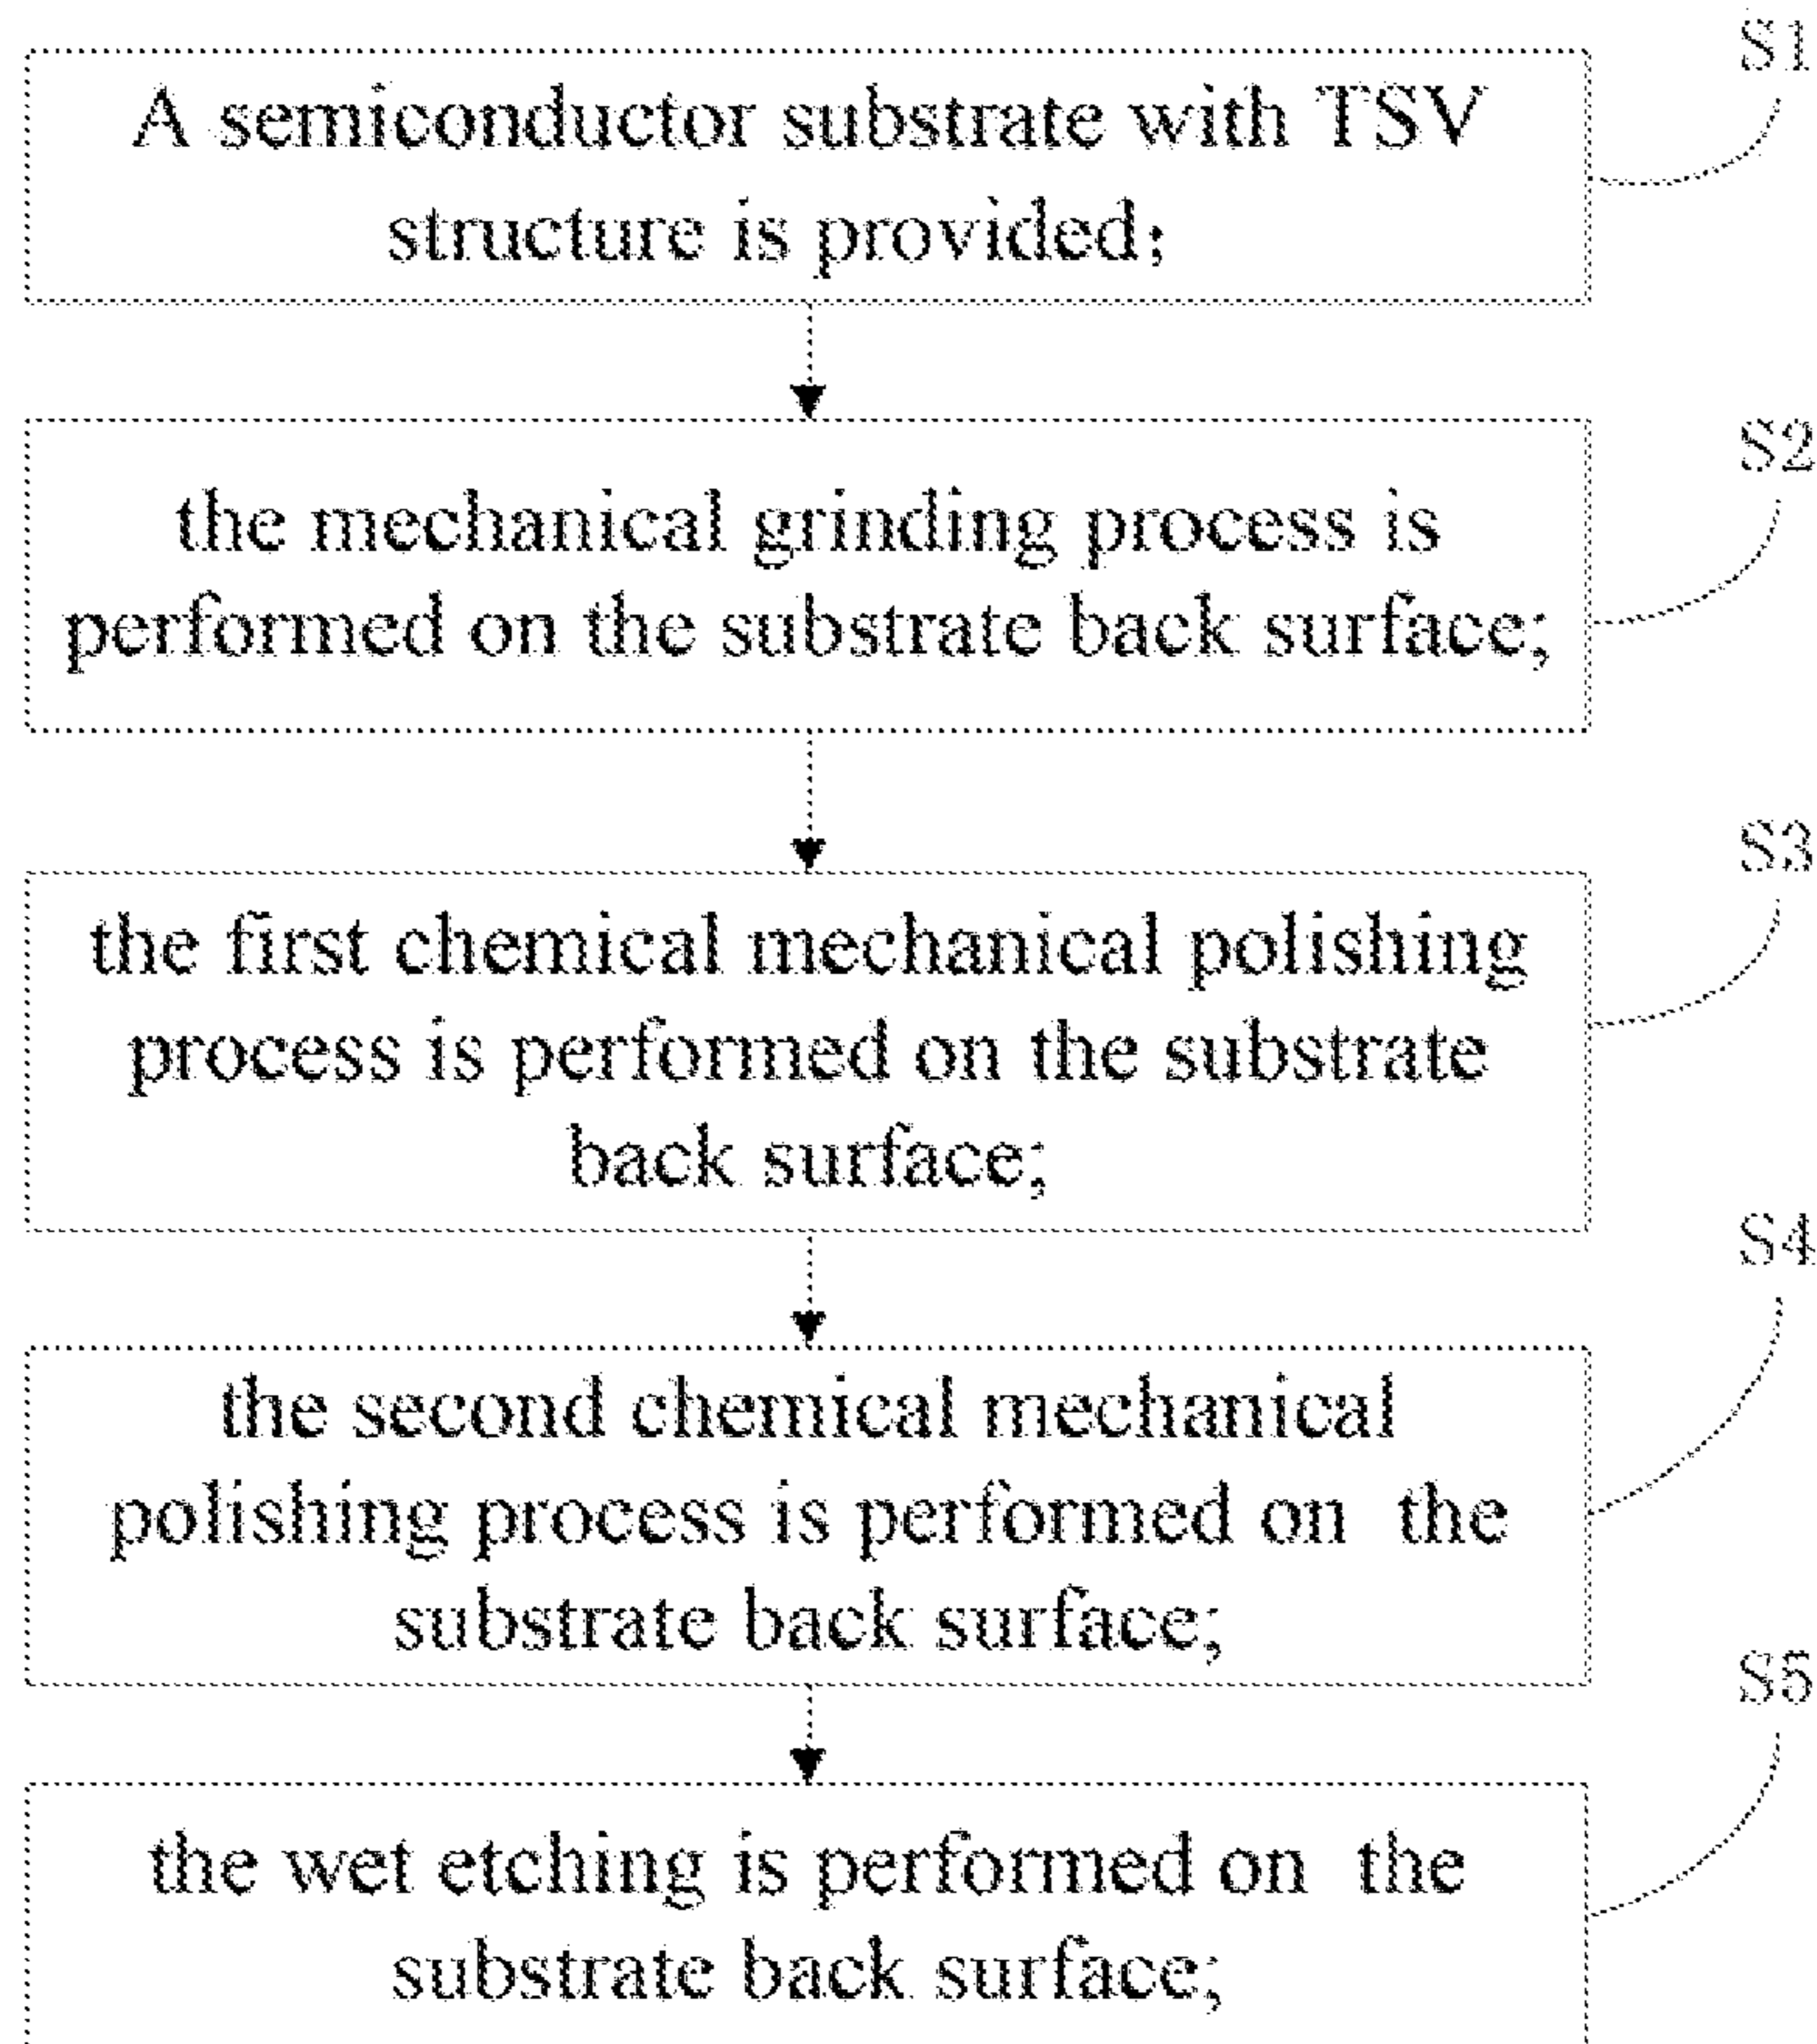 S1
A semiconductor substrate with TSV
structure is provided;
S2
the mechanical grinding process is
performed on the substrate back surface;
S3
the first chemical mechanical polishing
process is performed on the substrate
back surface;
S4
the second chemical mechanical
polishing process is performed on the
substrate back surface;
S5
the wet etching is performed on the
substrate back surface;